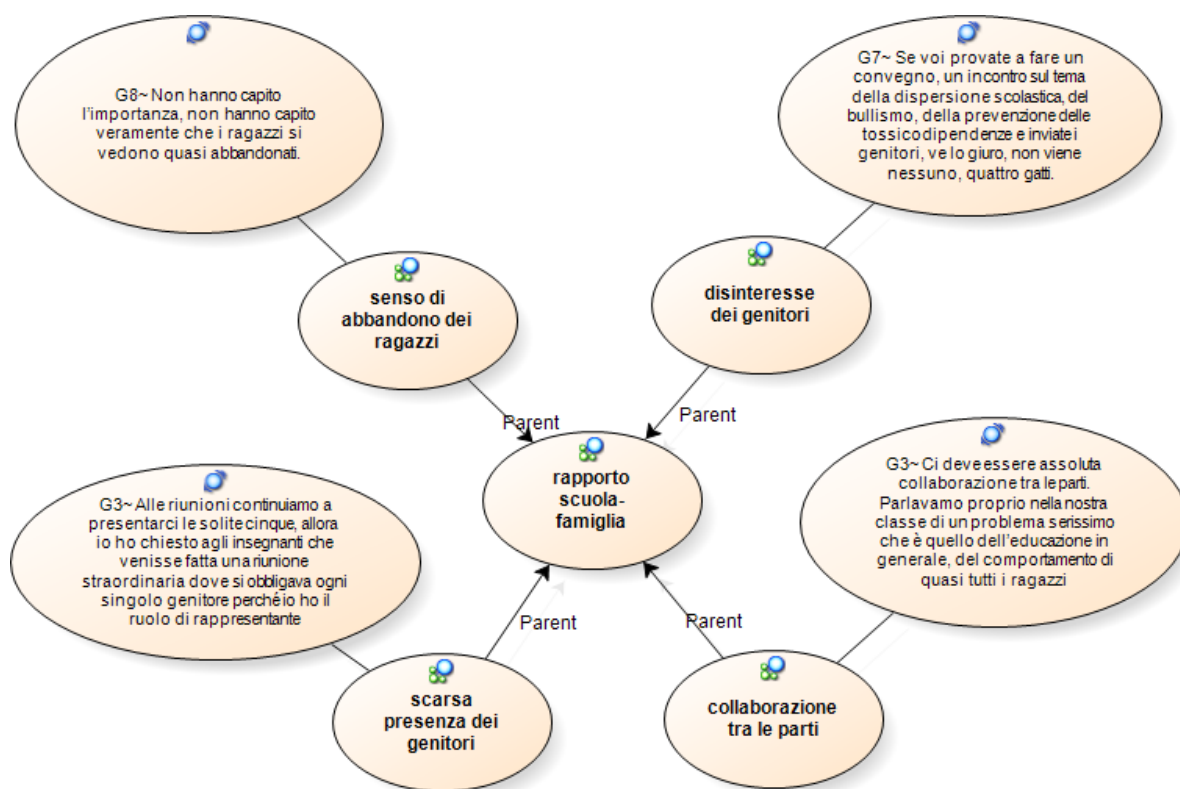 G8~ Non hanno capito
l'importanza, non hanno capito
veramente che i ragazzi si
vedono quasi abbandonati.
G7~ Se voi provate a fare un
convegno, un incontro sul tema
della dispersione scolastica, del
bullismo, della prevenzione delle
tossicodipendenze e inviate i
genitori, ve lo giuro, non viene
nessuno, quattro gatti.
senso di
abbandono dei
ragazzi
disinteresse
dei genitori
Parent
Parent
rapporto
scuola-
famiglia
G3~ Alle riunioni continuiamo a
presentarci le solite cinque, allora
io ho chiesto agli insegnanti che
venisse fatta una riunione
straordinaria dove si obbligava ogni
singolo genitore perché io ho il
ruolo di rappresentante
G3~ Ci deve essere assoluta
collaborazione tra le parti.
Parlavamo proprio nella nostra
classe di un problema serissimo
che è quello dell'educazione in
generale, del comportamento di
quasi tutti i ragazzi
Parent
Parent
scarsa
presenza dei
genitori
collaborazione
tra le parti